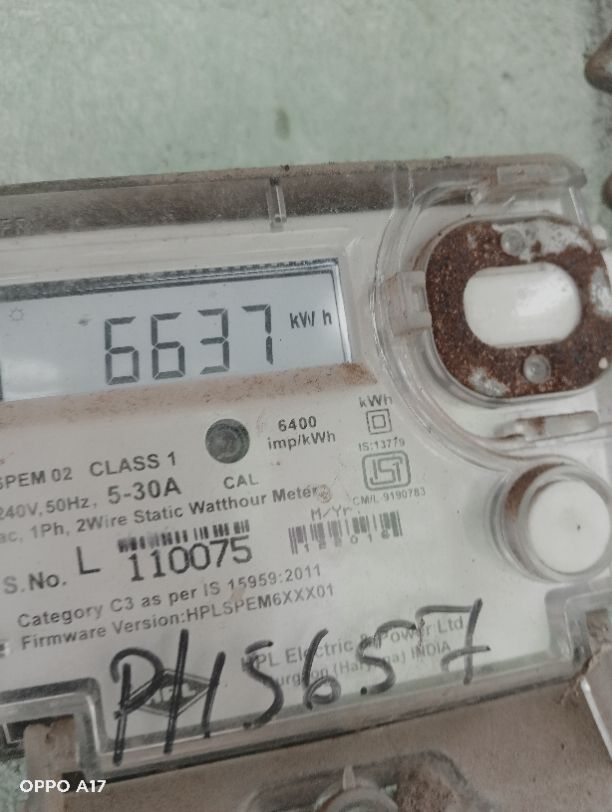 6637 kWh
6400
imp/kWh
kWh
IS:13779
CM/L-9190783
SPEM 02 CLASS 1
CAL
240V, 50Hz, 5-30A
ac, 1Ph, 2Wire Static Watthour Meter
M/Yr.
S.No. L 110075
Category C3 as per IS 15959:2011
Firmware Version:HPLSPEM6XXX01
HPL Electric & Power Ltd
INDIA
OPPO A17